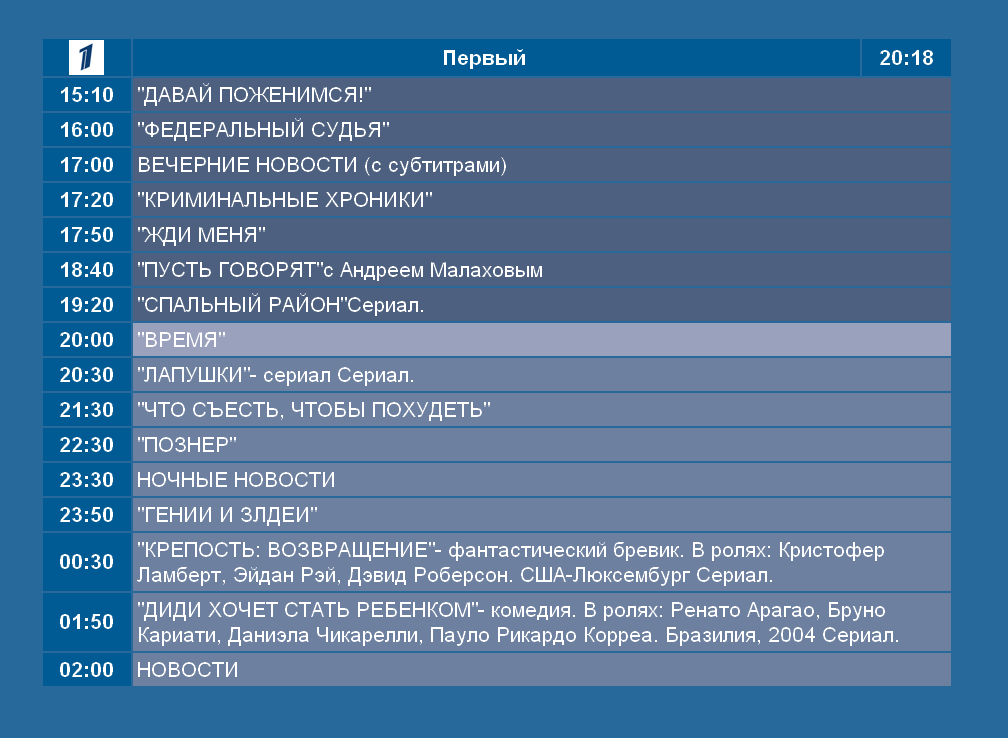 1 Первый 20:18
15:10 "ДАВАЙ ПОЖЕНИМСЯ!"
16:00 "ФЕДЕРАЛЬНЫЙ СУДЬЯ"
17:00 ВЕЧЕРНИЕ НОВОСТИ (с субтитрами)
17:20 "КРИМИНАЛЬНЫЕ ХРОНИКИ"
17:50 "ЖДИ МЕНЯ"
18:40 "ПУСТЬ ГОВОРЯТ"с Андреем Малаховым
19:20 "СПАЛЬНЫЙ РАЙОН"Сериал.
20:00 "ВРЕМЯ"
20:30 "ЛАПУШКИ"- сериал Сериал.
21:30 "ЧТО СЪЕСТЬ, ЧТОБЫ ПОХУДЕТЬ"
22:30 "ПОЗНЕР"
23:30 НОЧНЫЕ НОВОСТИ
23:50 "ГЕНИИ И ЗЛДЕИ"
00:30 "КРЕПОСТЬ: ВОЗВРАЩЕНИЕ"- фантастический бревик. В ролях: Кристофер
Ламберт, Эйдан Рэй, Дэвид Роберсон. США-Люксембург Сериал.
01:50 "ДИДИ ХОЧЕТ СТАТЬ РЕБЕНКОМ"- комедия. В ролях: Ренато Арагао, Бруно
Кариати, Даниэла Чикарелли, Пауло Рикардо Корреа. Бразилия, 2004 Сериал.
02:00 НОВОСТИ